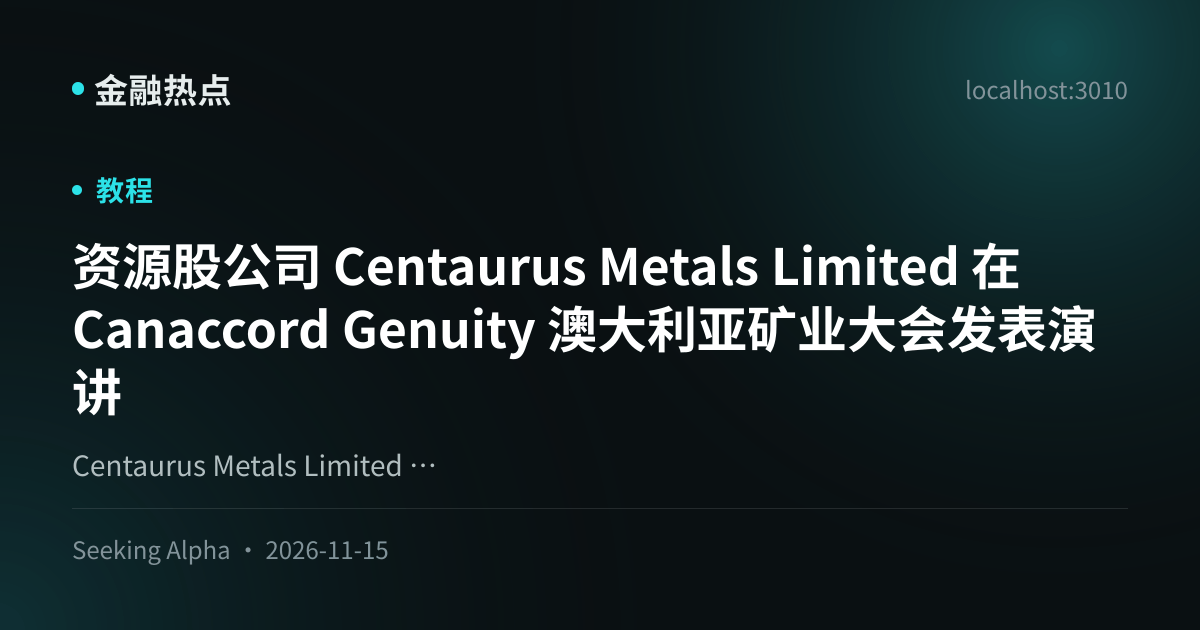 金融热点
localhost:3010
教程
资源股公司 Centaurus Metals Limited 在
Canaccord Genuity 澳大利亚矿业大会发表演
讲
Centaurus Metals Limited ···
Seeking Alpha · 2026-11-15